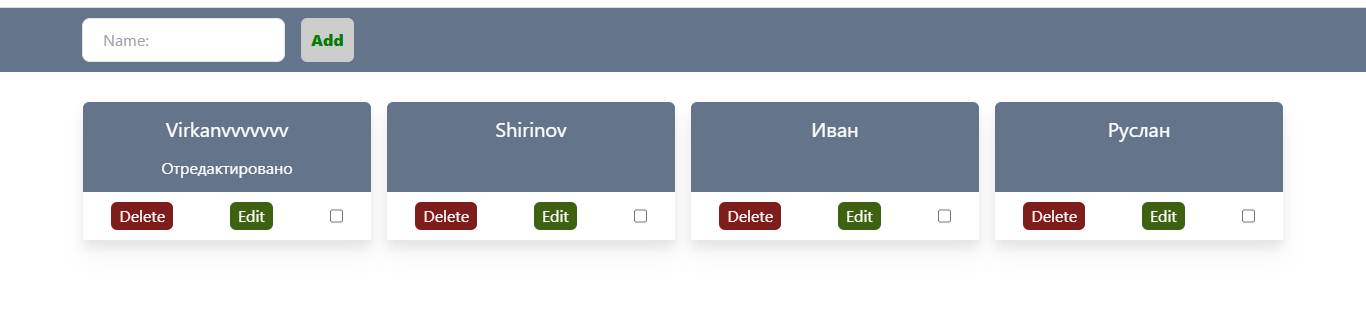 Name:
Add
Virkanvvvvvvv
Отредактировано
Delete
Edit
Shirinov
Delete
Edit
Иван
Delete
Edit
Руслан
Delete
Edit